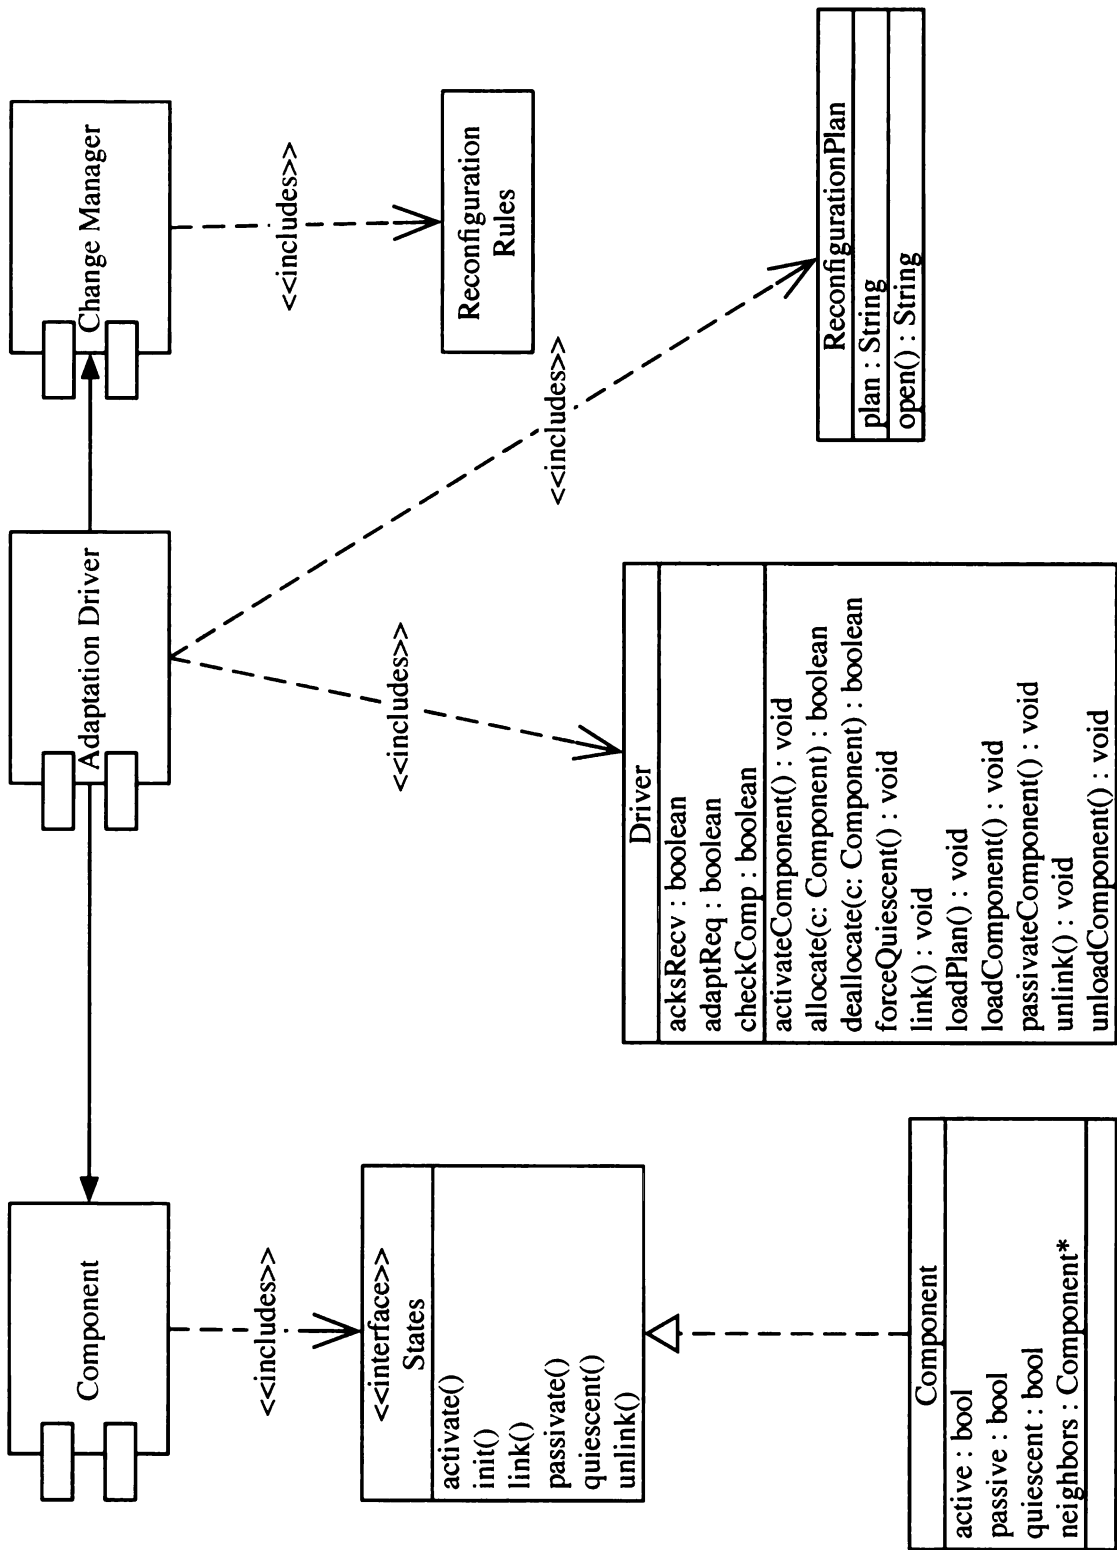 Component
Adaptation Driver
Change Manager
<<includes>>
<<includes>>
<<includes>>
<<includes>>
<<interface>>
States
activate()
init()
link()
passivate()
quiescent()
unlink()
Component
active : bool
passive : bool
quiescent : bool
neighbors : Component*
Driver
acksRecv : boolean
adaptReq : boolean
checkComp : boolean
activateComponent() : void
allocate(c: Component) : boolean
deallocate(c: Component) : boolean
forceQuiescent() : void
link() : void
loadPlan() : void
loadComponent() : void
passivateComponent() : void
unlink() : void
unloadComponent() : void
Reconfiguration
Rules
ReconfigurationPlan
plan : String
open() : String